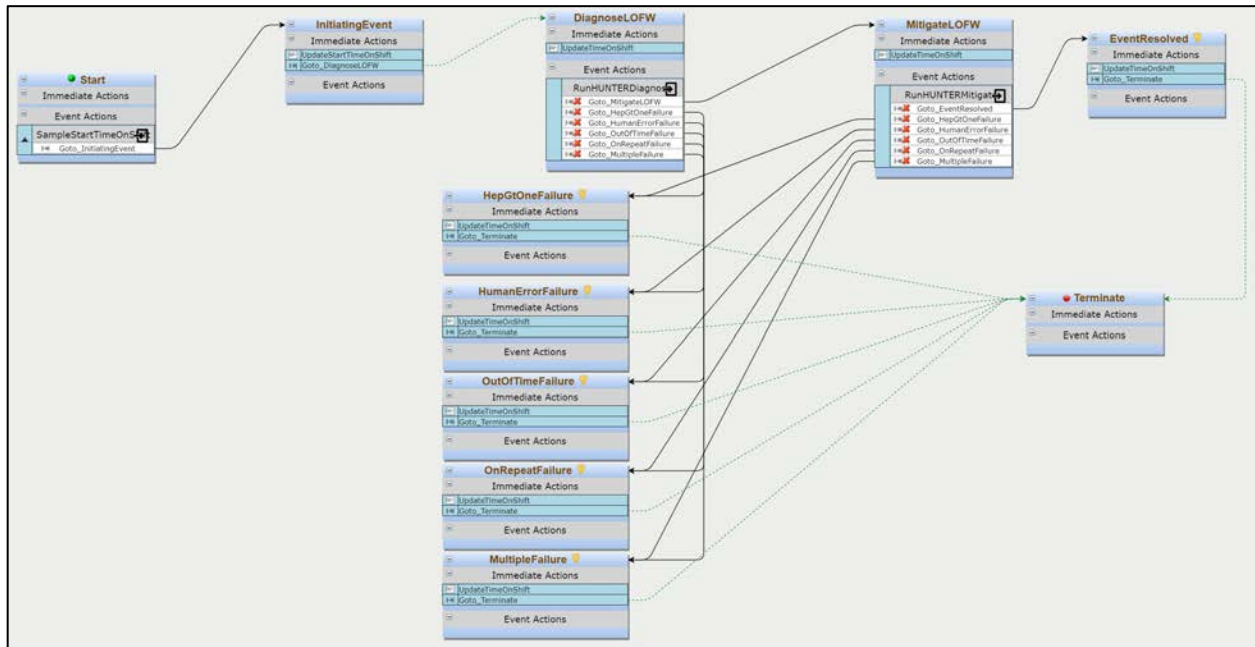 Start
Immediate Actions
Event Actions
Goto_InitiatingEvent
InitiatingEvent
Immediate Actions
UpdateStartTimeOnShift
Goto_DiagnoseLOFW
Event Actions
DiagnoseLOFW
Immediate Actions
UpdateTimeOnShift
Event Actions
RunHUNTERDiagnos
Goto_MitigateLOFW
Goto_HepGtOneFailure
Goto_HumanErrorFailure
Goto_OutOfTimeFailure
Goto_OnRepeatFailure
Goto_MultipleFailure
MitigateLOFW
Immediate Actions
UpdateTimeOnShift
Event Actions
RunHUNTERMitigat
Goto_EventResolved
Goto_HepGtOneFailure
Goto_HumanErrorFailure
Goto_OutOfTimeFailure
Goto_OnRepeatFailure
Goto_MultipleFailure
EventResolved
Immediate Actions
UpdateTimeOnShift
Goto_Terminate
Event Actions
HepGtOneFailure
Immediate Actions
UpdateTimeOnShift
Goto_Terminate
Event Actions
HumanErrorFailure
Immediate Actions
UpdateTimeOnShift
Goto_Terminate
Event Actions
OutOfTimeFailure
Immediate Actions
UpdateTimeOnShift
Goto_Terminate
Event Actions
OnRepeatFailure
Immediate Actions
UpdateTimeOnShift
Goto_Terminate
Event Actions
MultipleFailure
Immediate Actions
UpdateTimeOnShift
Goto_Terminate
Event Actions
Terminate
Immediate Actions
Event Actions